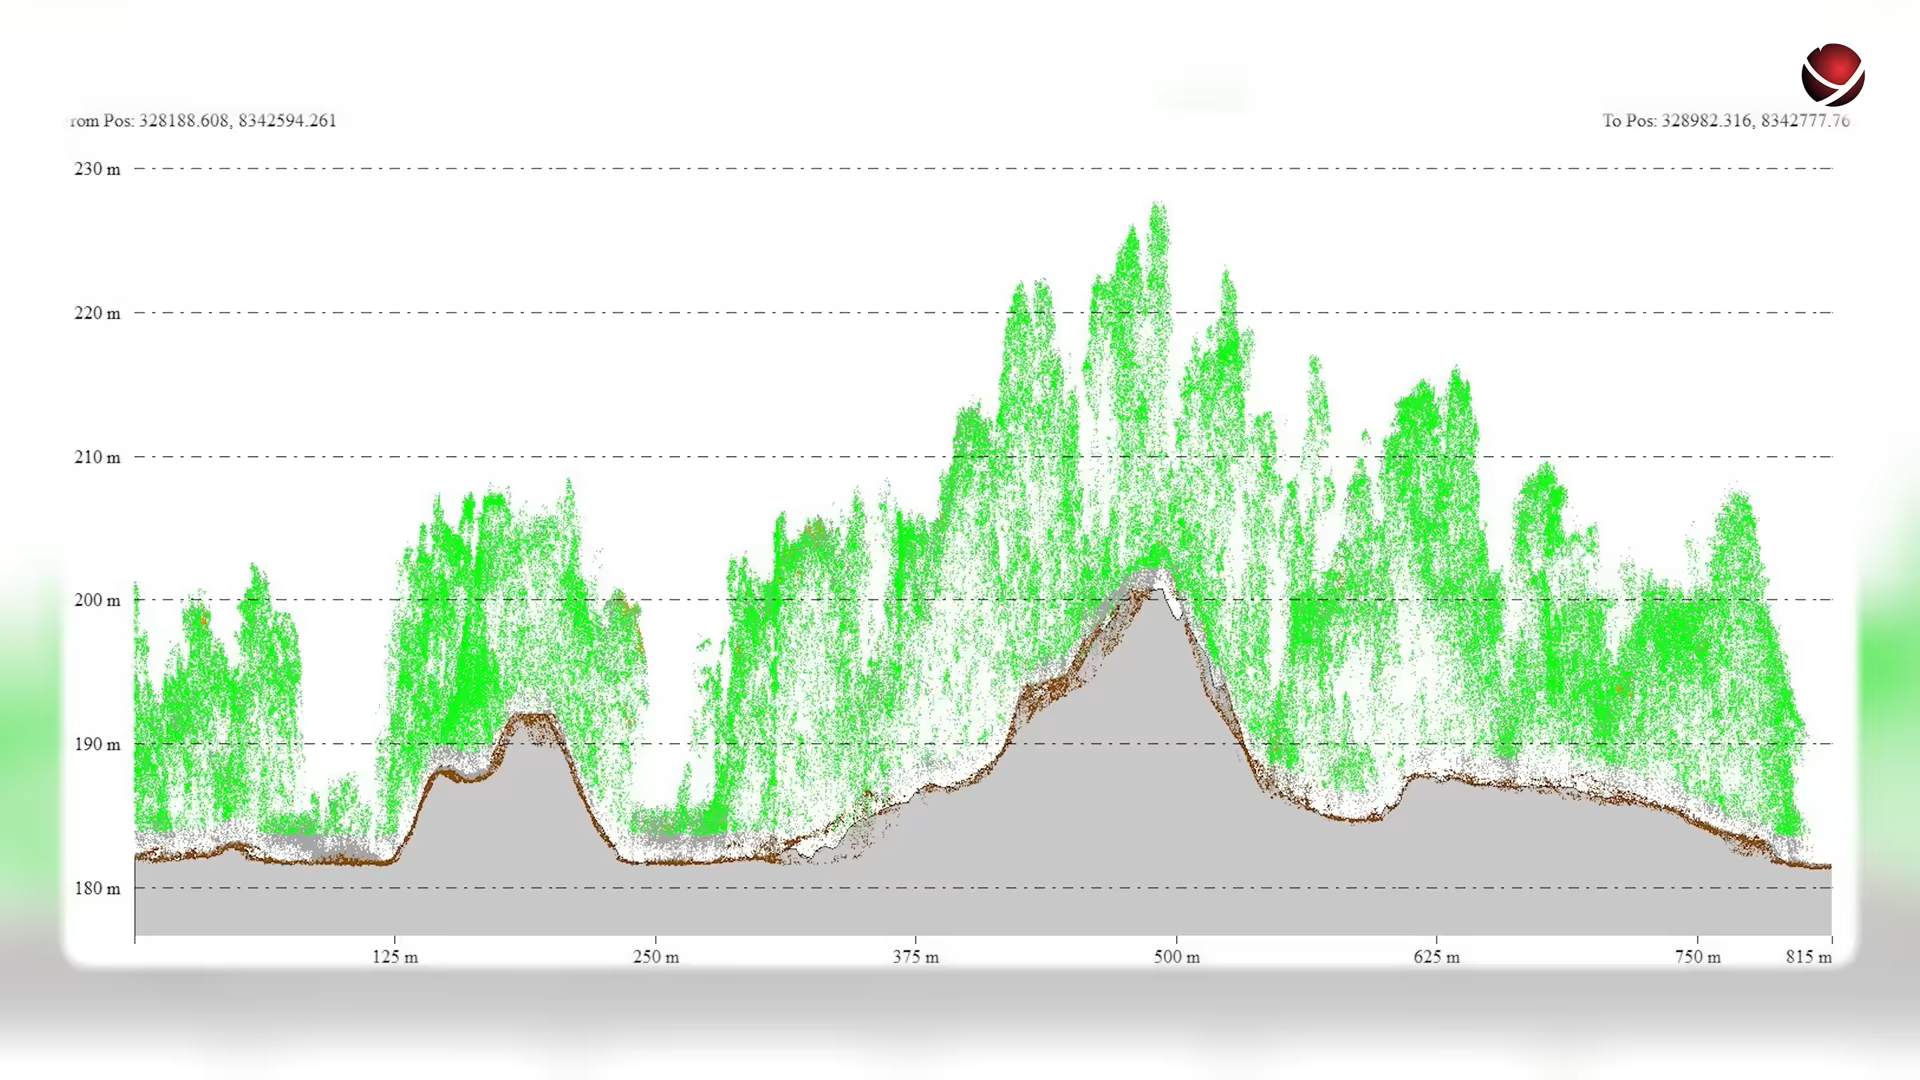 rom Pos: 328188.608, 8342594.261
To Pos: 328982.316, 8342777.76
230 m
220 m
210 m
200 m
190 m
180 m
125 m
250 m
375 m
500 m
625 m
750 m
815 m